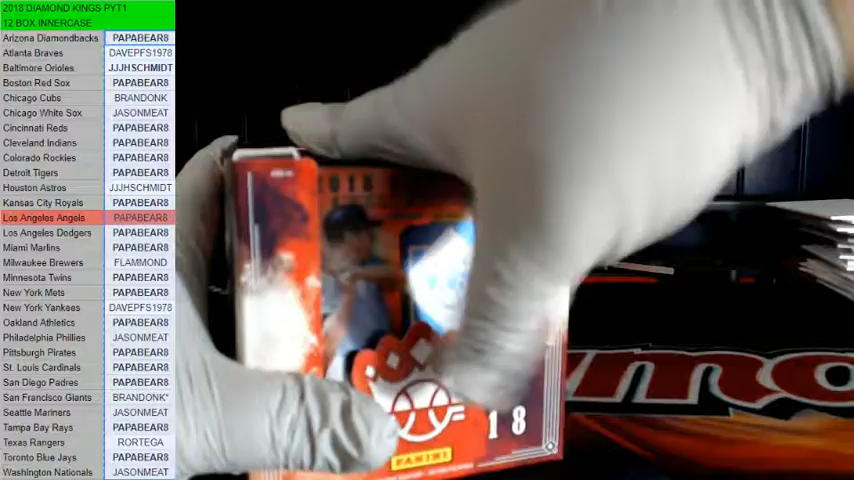 2018 DIAMOND KINGS PYT1
12 BOX INNERCASE
Arizona Diamondbacks PAPABEAR8
Atlanta Braves DAVEPFS1978
Baltimore Orioles JJJHSCHMIDT
Boston Red Sox PAPABEAR8
Chicago Cubs BRANDONK
Chicago White Sox JASONMEAT
Cincinnati Reds PAPABEAR8
Cleveland Indians PAPABEAR8
Colorado Rockies PAPABEAR8
Detroit Tigers PAPABEAR8
Houston Astros JJJHSCHMIDT
Kansas City Royals PAPABEAR8
Los Angeles Angels PAPABEAR8
Los Angeles Dodgers PAPABEAR8
Miami Marlins PAPABEAR8
Milwaukee Brewers FLAMMOND
Minnesota Twins PAPABEAR8
New York Mets PAPABEAR8
New York Yankees DAVEPFS1978
Oakland Athletics PAPABEAR8
Philadelphia Phillies JASONMEAT
Pittsburgh Pirates PAPABEAR8
St. Louis Cardinals PAPABEAR8
San Diego Padres PAPABEAR8
San Francisco Giants BRANDONK*
Seattle Mariners JASONMEAT
Tampa Bay Rays PAPABEAR8
Texas Rangers RORTEGA
Toronto Blue Jays PAPABEAR8
Washington Nationals JASONMEAT
2018
18
PANINI